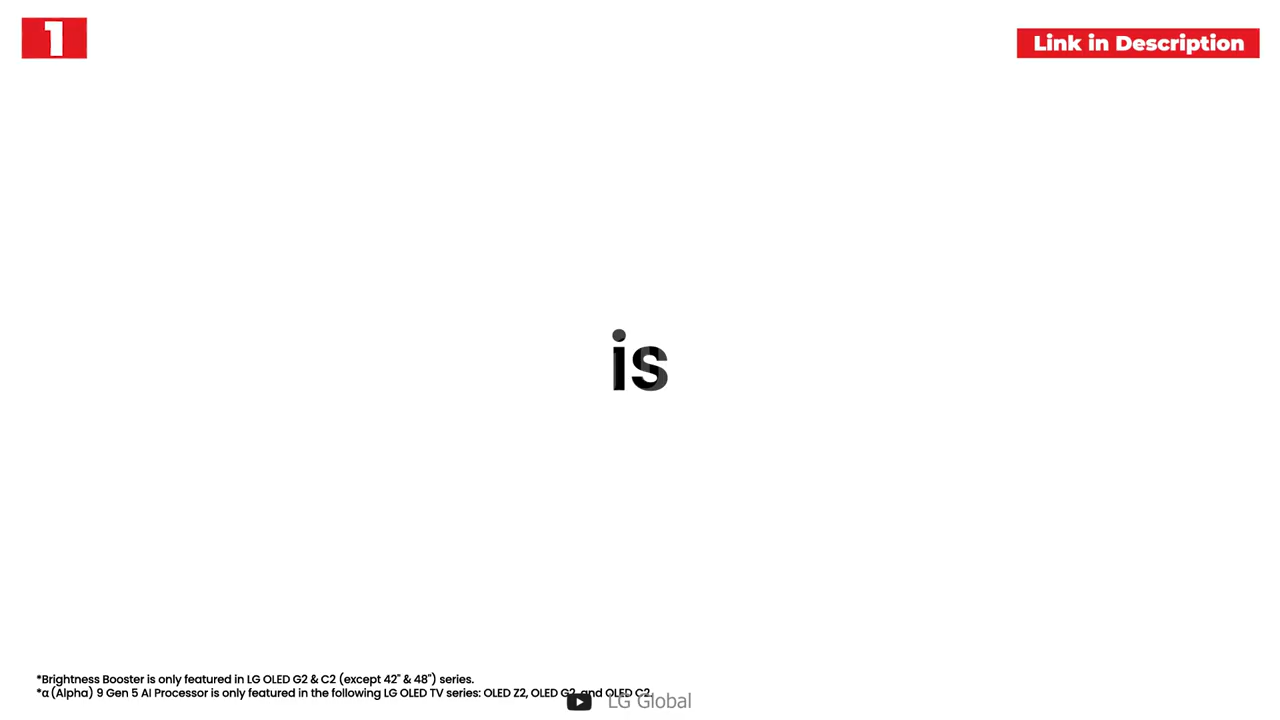 1
Link in Description
is
*Brightness Booster is only featured in LG OLED G2 & C2 (except 42" & 48") series.
*α (Alpha) 9 Gen 5 AI Processor is only featured in the following LG OLED TV series: OLED Z2, OLED G2, and OLED C2.
LG Global